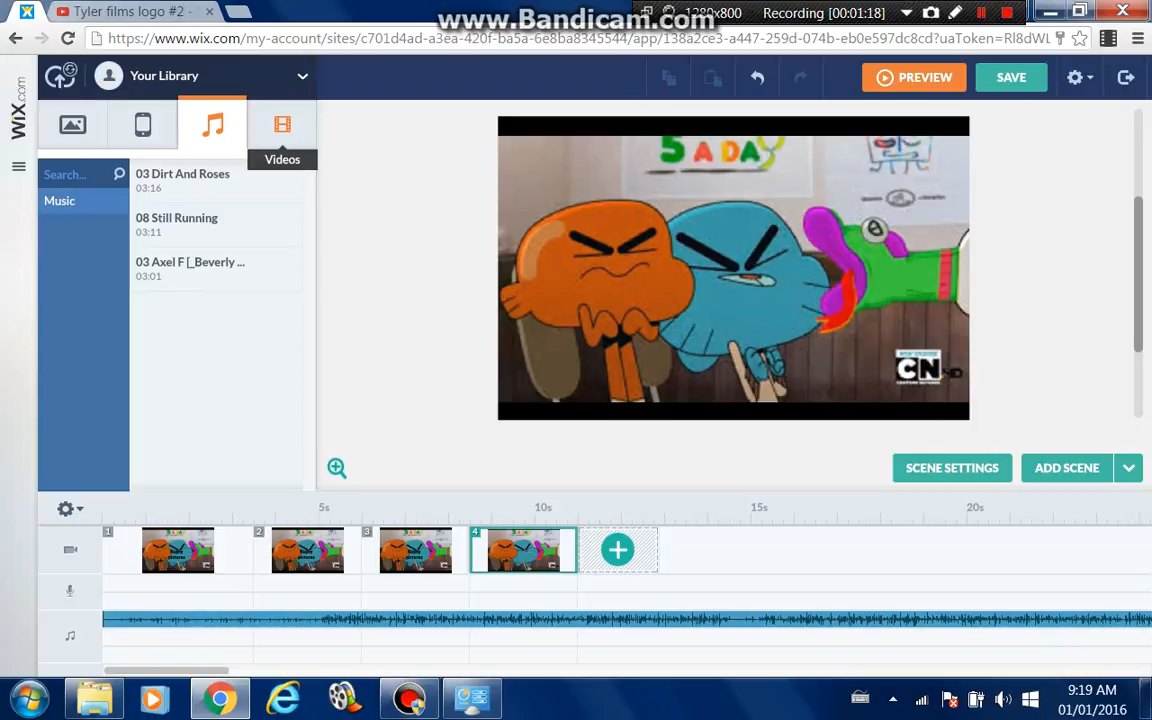 www.Bandicam.com
Tyler films logo #2 -
1280x800
Recording [00:01:18]
https://www.wix.com/my-account/sites/c701d4ad-a3ea-420f-ba5a-6e8ba8345544/app/138a2ce3-a447-259d-074b-eb0e597dc8cd?uaToken=Rl8dWL
WiX.com
Your Library
PREVIEW
SAVE
Videos
Search...
Music
03 Dirt And Roses
03:16
08 Still Running
03:11
03 Axel F [_Beverly ...
03:01
5 A DAY
CN
SCENE SETTINGS
ADD SCENE
5s
10s
15s
20s
1
2
3
4
9:19 AM
01/01/2016